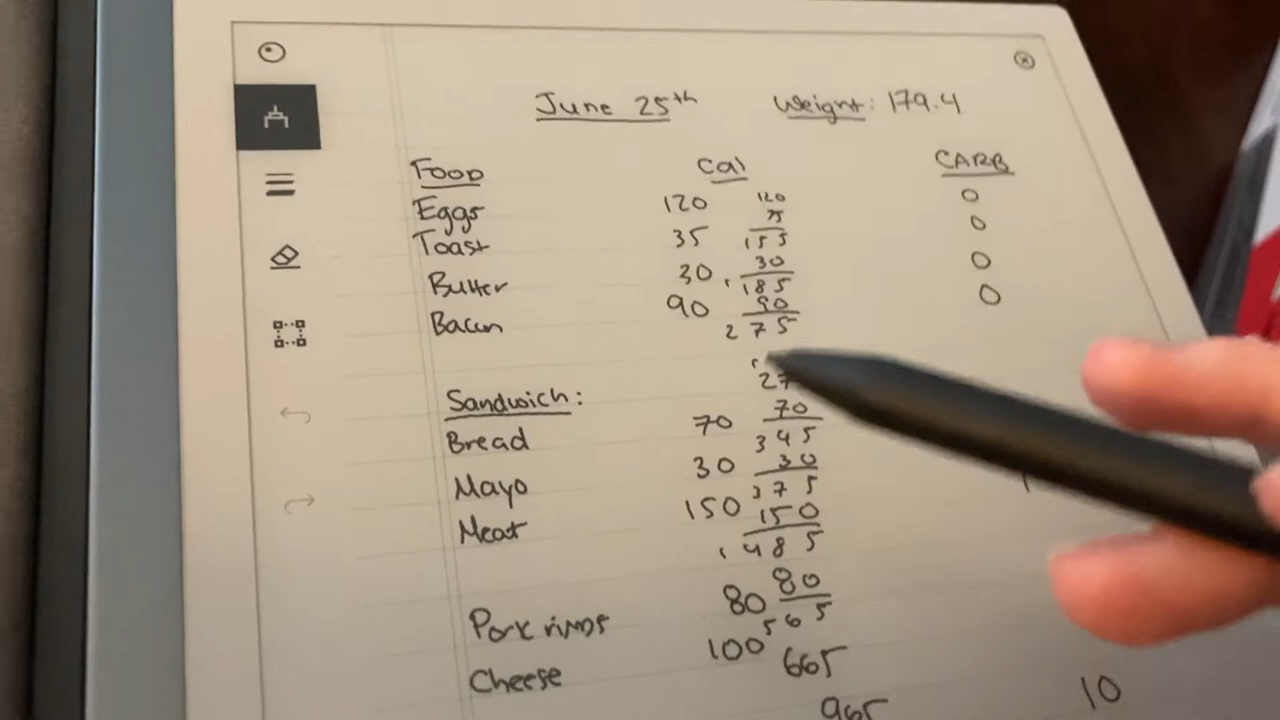 June 25th Weight: 179.4
Food Cal CARB
Eggs 120 120 0
Toast 35 35 0
155
Butter 30 30 0
185
Bacon 90 90 0
275
Sandwich:
Bread 70 70
345
Mayo 30 30
375
Meat 150 150
485
Pork rinds 80 80
565
Cheese 100 665
965 10